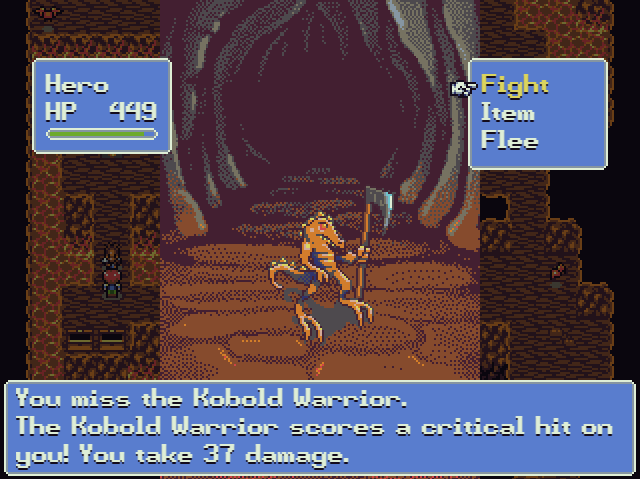 Hero
HP 449
Fight
Item
Flee
You miss the Kobold Warrior.
The Kobold Warrior scores a critical hit on
you! You take 37 damage.